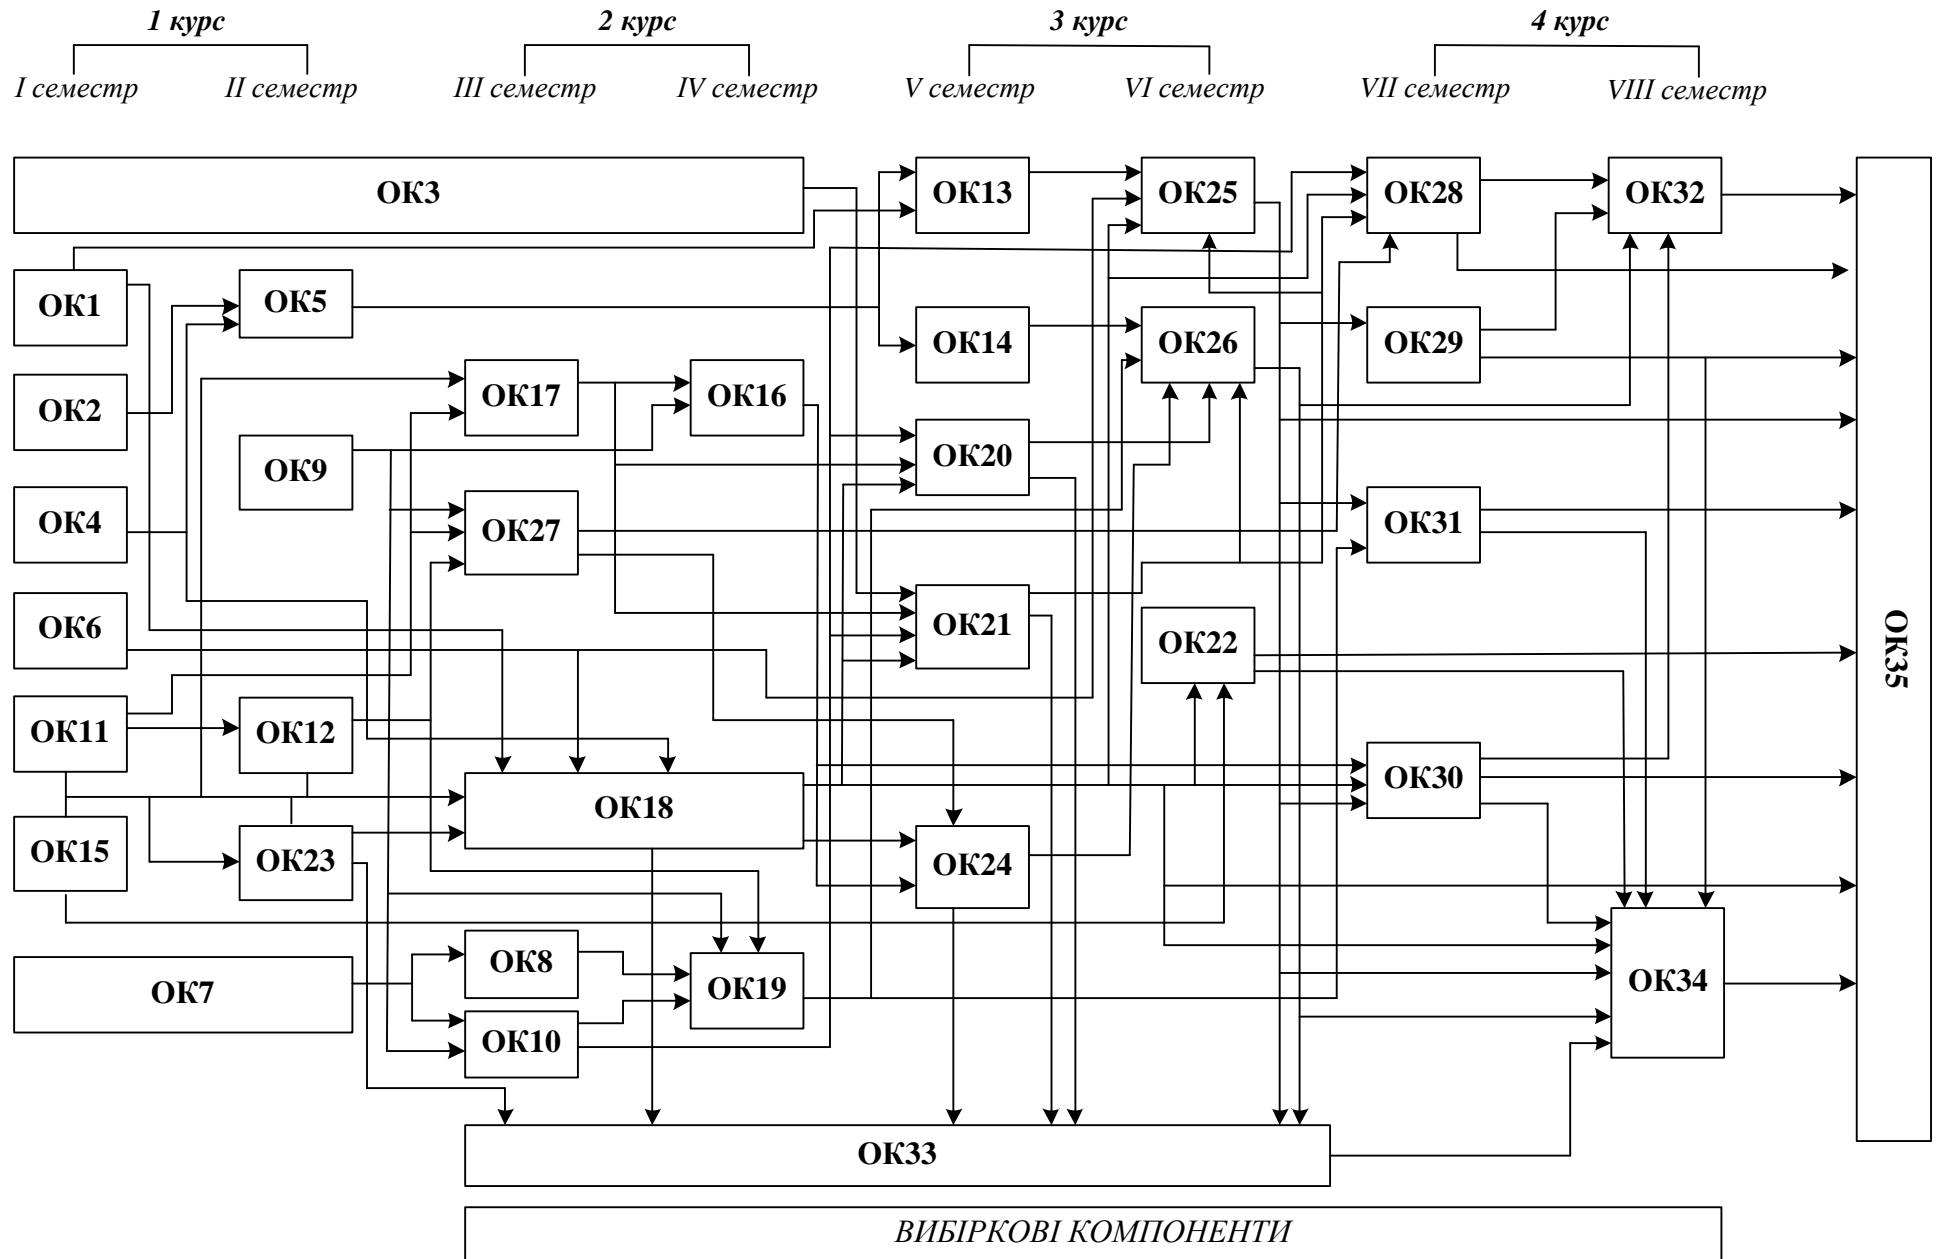 1 курс 2 курс 3 курс 4 курс
I семестр II семестр III семестр IV семестр V семестр VI семестр VII семестр VIII семестр
ОК3 ОК13 ОК25 ОК28 ОК32
ОК1 ОК5
ОК14 ОК26 ОК29
ОК2 ОК17 ОК16
ОК9 ОК20
ОК4 ОК27 ОК31
ОК6 ОК21 ОК22 ОК35
ОК11 ОК12
ОК18 ОК30
ОК15 ОК23 ОК24
ОК7 ОК8 ОК19 ОК34
ОК10
ОК33
ВИБІРКОВІ КОМПОНЕНТИ